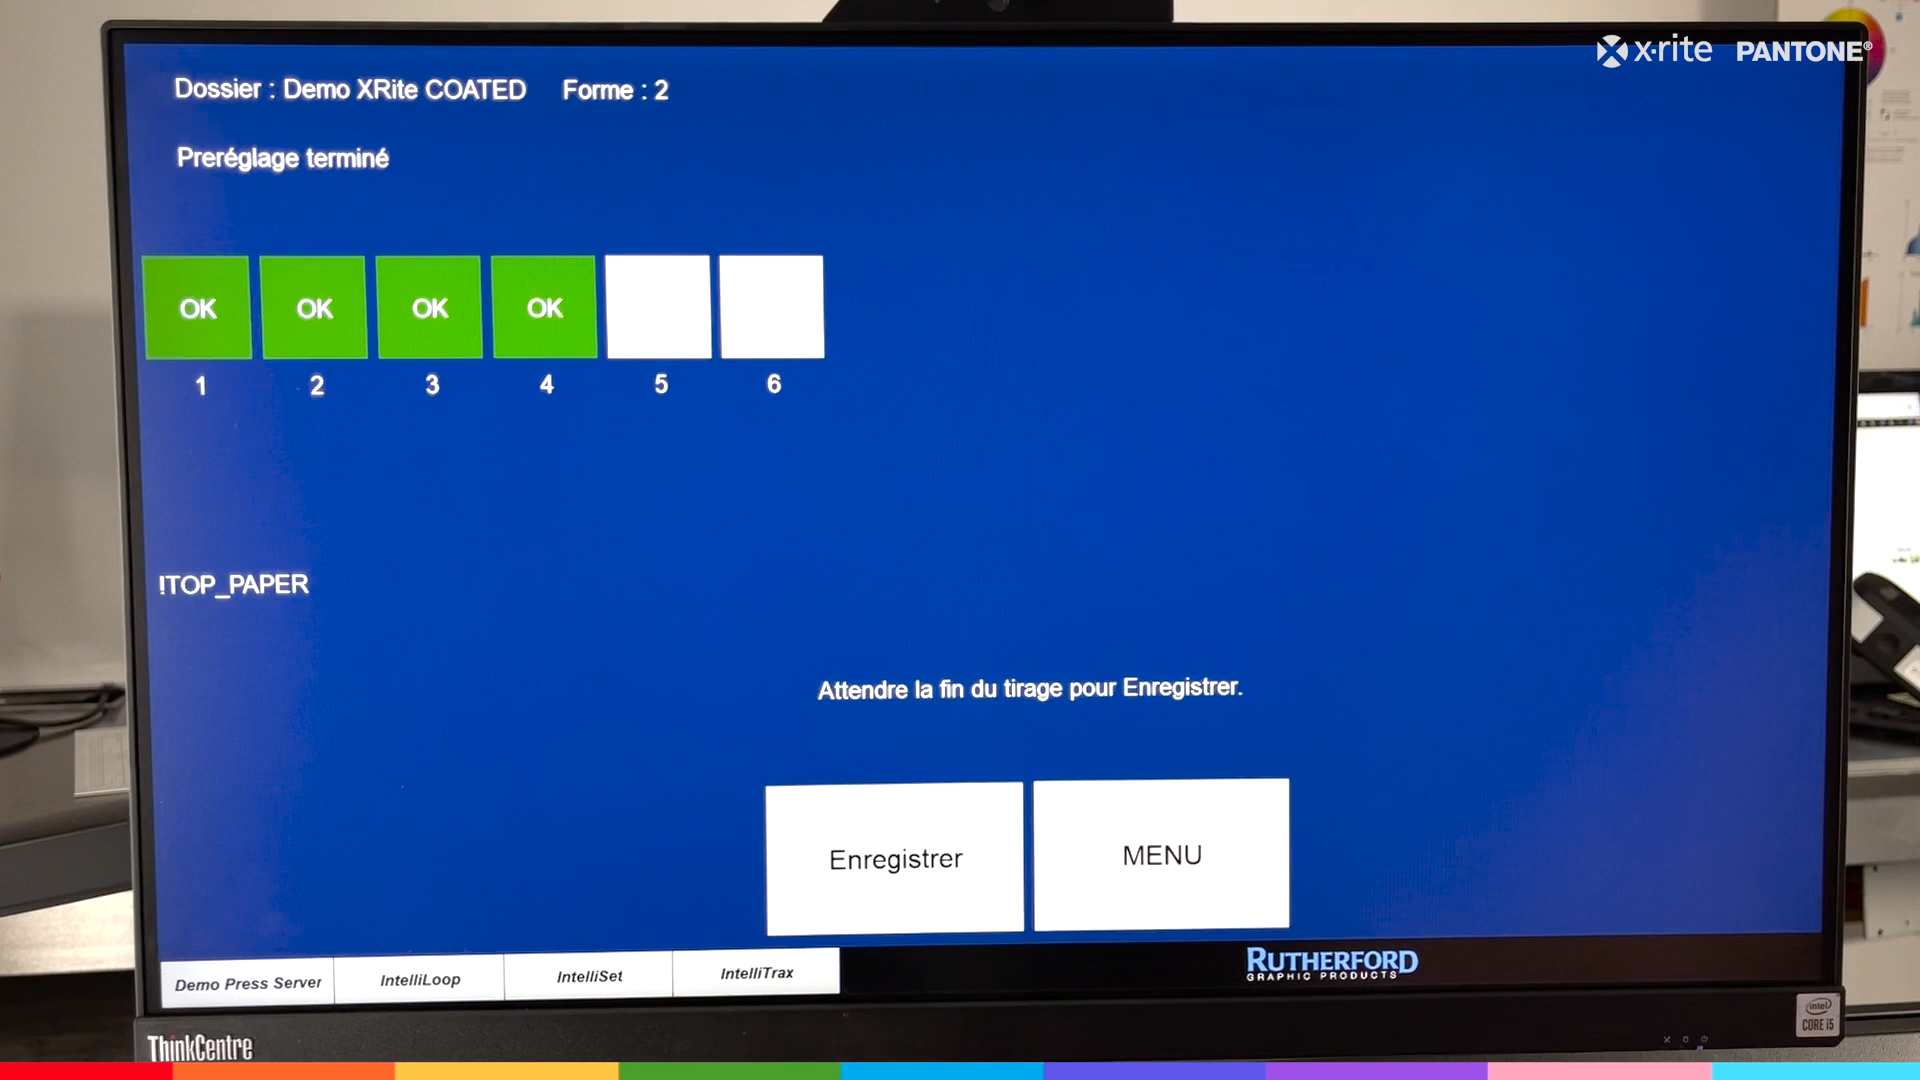 x·rite PANTONE®
Dossier : Demo XRite COATED Forme : 2
Preréglage terminé
OK OK OK OK
1 2 3 4 5 6
!TOP_PAPER
Attendre la fin du tirage pour Enregistrer.
Enregistrer MENU
Demo Press Server IntelliLoop IntelliSet IntelliTrax
RUTHERFORD
GRAPHIC PRODUCTS
intel
CORE i5
ThinkCentre